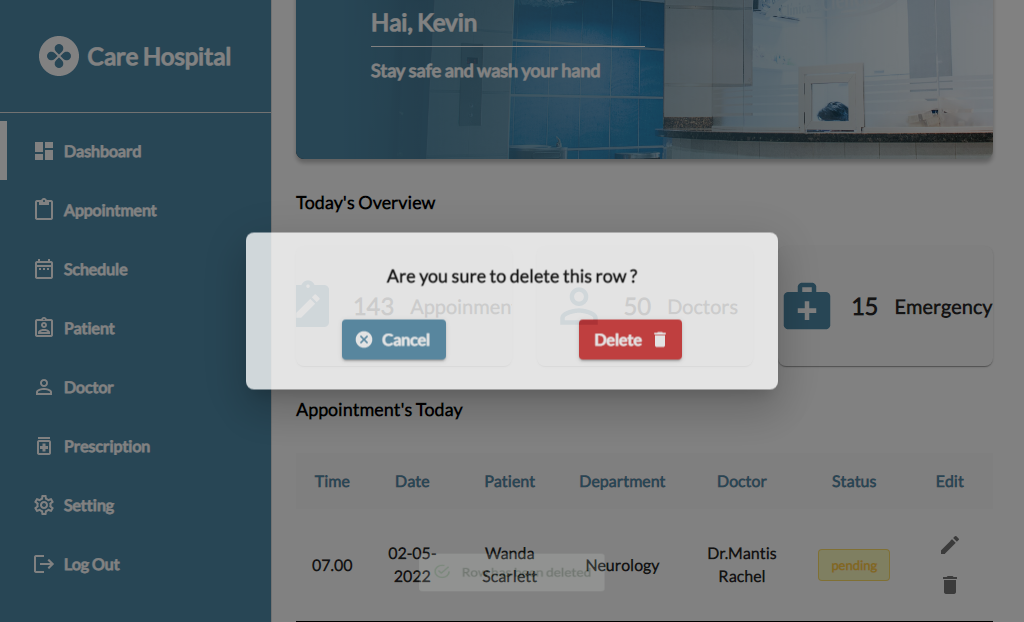 Care Hospital
Dashboard
Appointment
Schedule
Patient
Doctor
Prescription
Setting
Log Out
Hai, Kevin
Stay safe and wash your hand
Today's Overview
Are you sure to delete this row ?
143 Appoinmen
50 Doctors
15 Emergency
Cancel
Delete
Appointment's Today
Time Date Patient Department Doctor Status Edit
07.00 02-05-2022 Wanda Scarlett Neurology Dr.Mantis Rachel pending
Row has been deleted